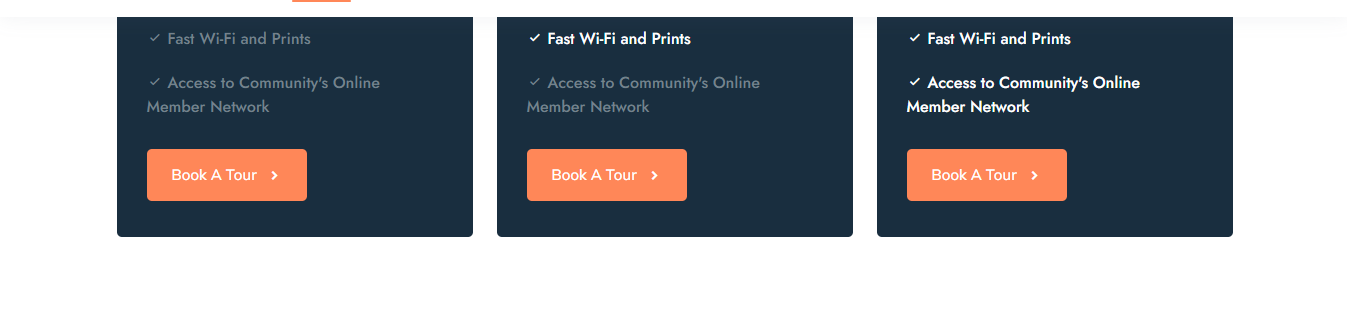 Fast Wi-Fi and Prints
Access to Community's Online
Member Network
Book A Tour
Fast Wi-Fi and Prints
Access to Community's Online
Member Network
Book A Tour
Fast Wi-Fi and Prints
Access to Community's Online
Member Network
Book A Tour